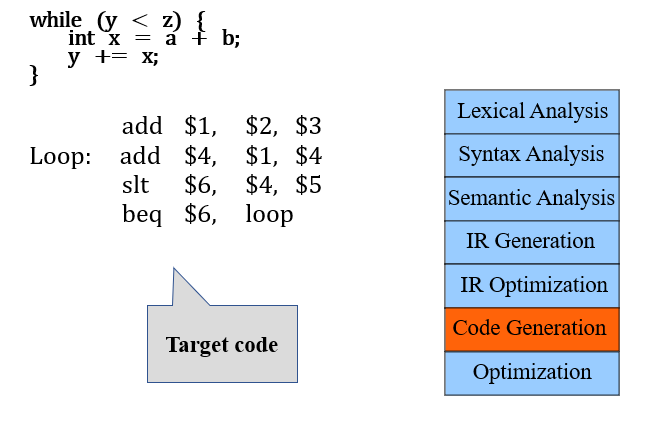 while (y < z) {
int x = a + b;
y += x;
}
add $1, $2, $3
Loop: add $4, $1, $4
slt $6, $4, $5
beq $6, loop
Target code
Lexical Analysis
Syntax Analysis
Semantic Analysis
IR Generation
IR Optimization
Code Generation
Optimization